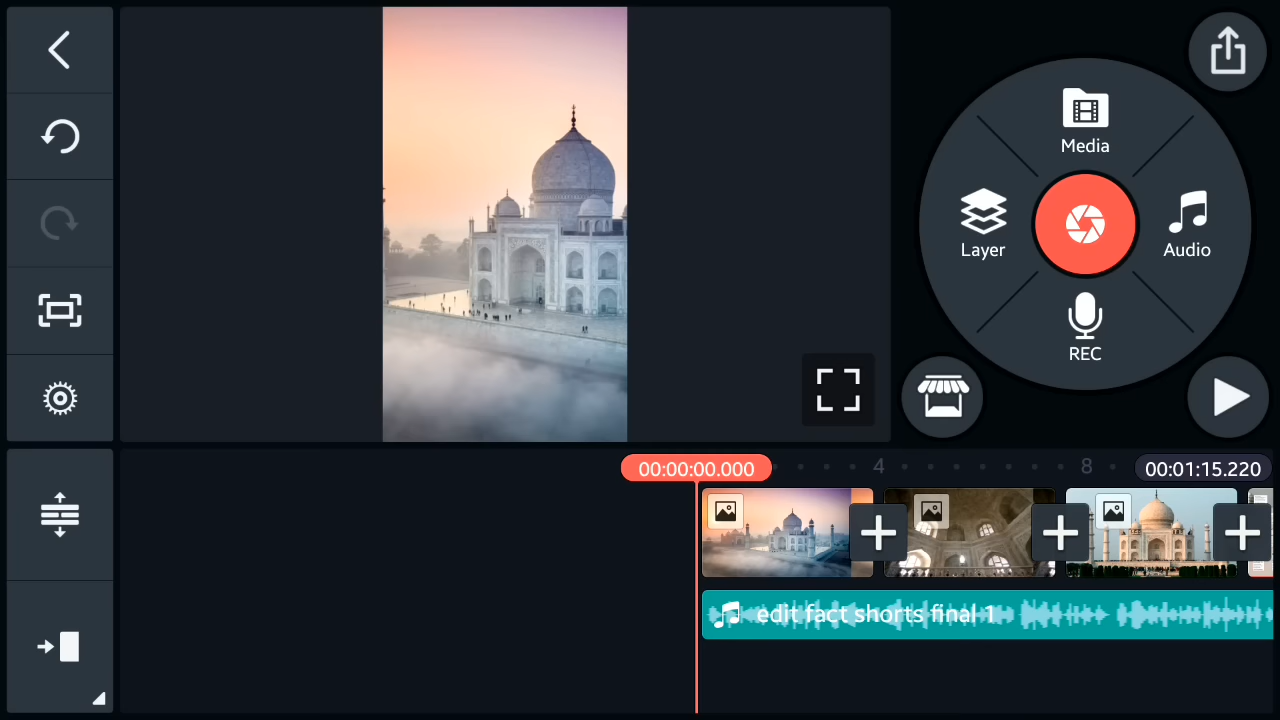 Media
Layer
Audio
REC
00:00:00.000
4
8
00:01:15.220
edit fact shorts final 1